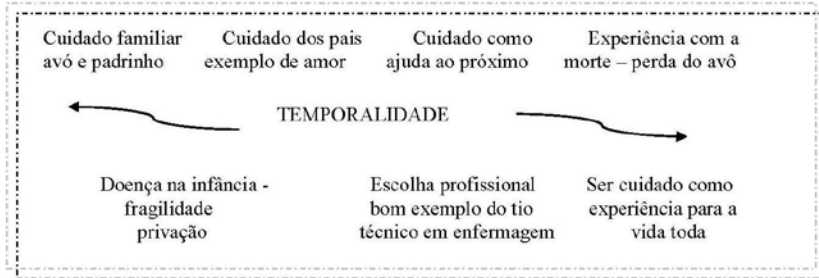 Cuidado familiar
avó e padrinho
Cuidado dos pais
exemplo de amor
Cuidado como
ajuda ao próximo
Experiência com a
morte – perda do avô
TEMPORALIDADE
Doença na infância -
fragilidade
privação
Escolha profissional
bom exemplo do tio
técnico em enfermagem
Ser cuidado como
experiência para a
vida toda